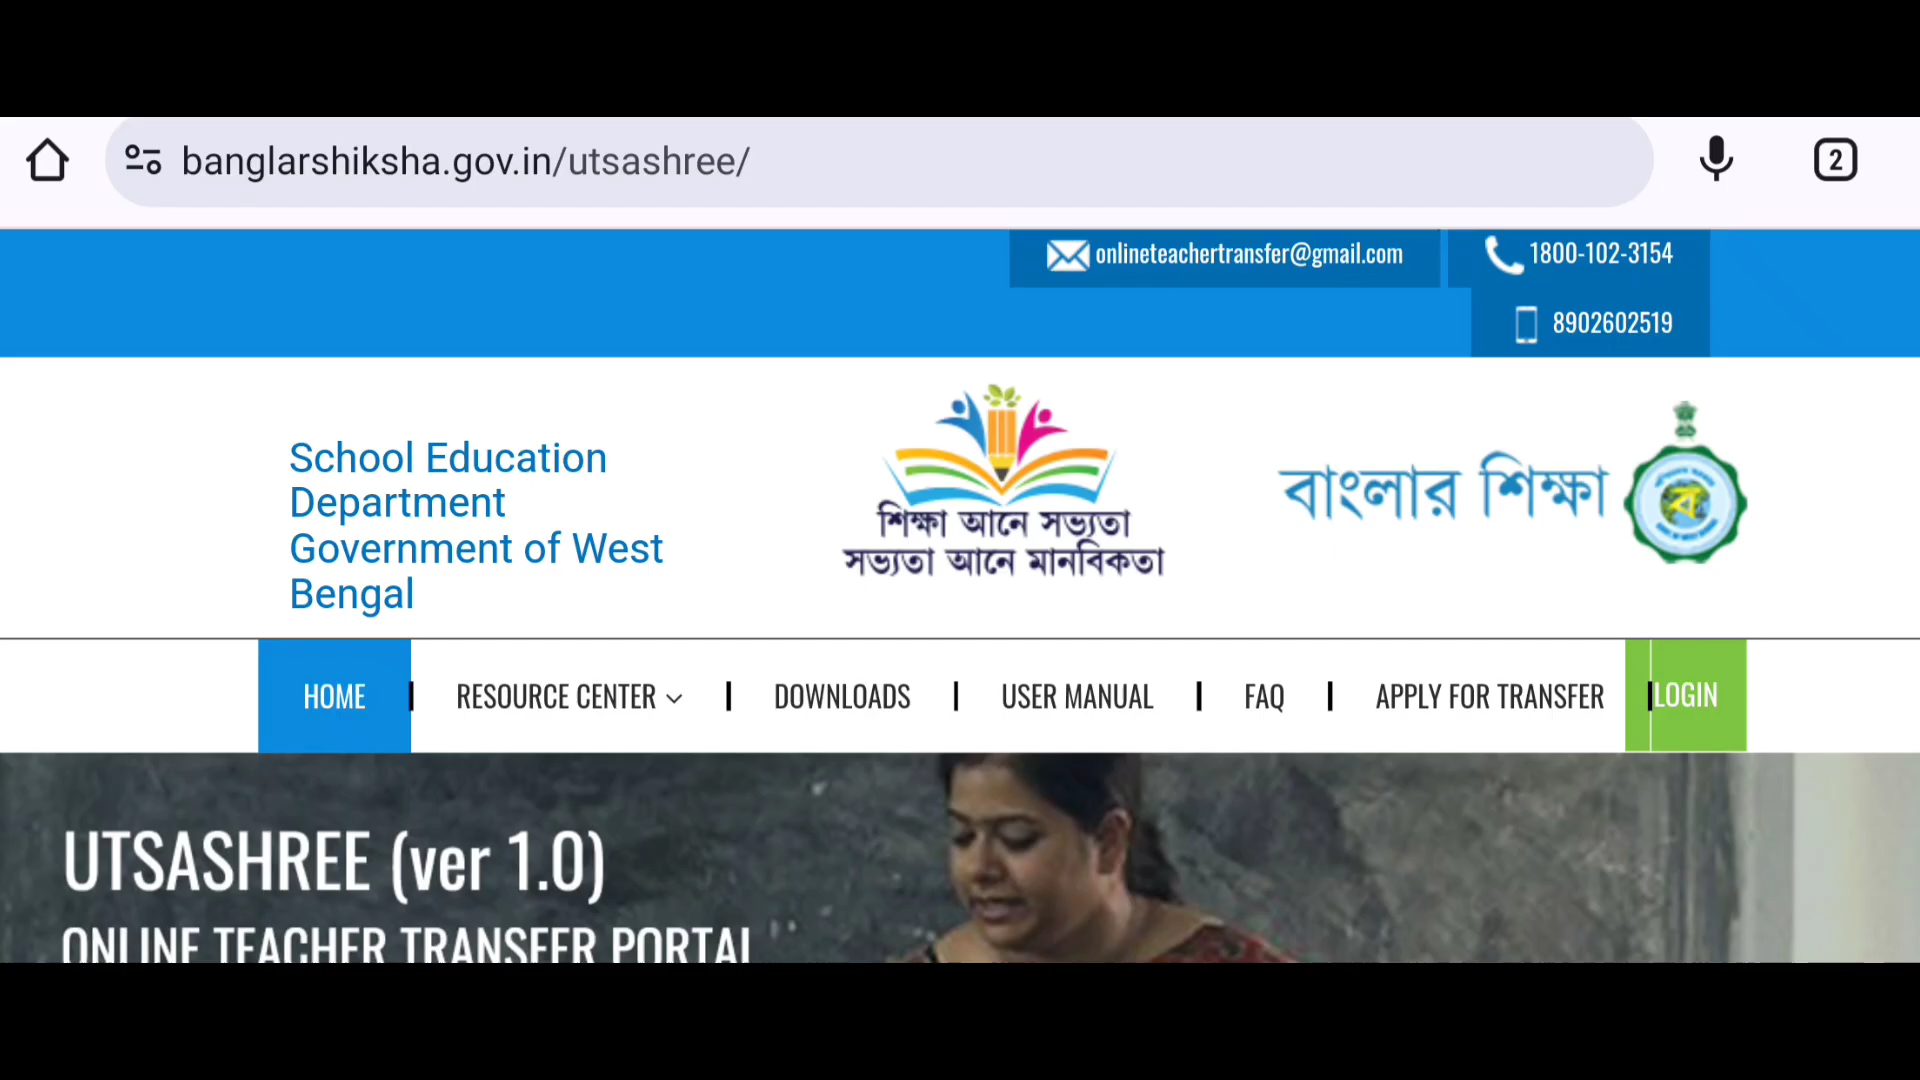 banglarshiksha.gov.in/utsashree/
2
onlineteachertransfer@gmail.com
1800-102-3154
8902602519
School Education
Department
Government of West
Bengal
শিক্ষা আনে সভ্যতা
সভ্যতা আনে মানবিকতা
বাংলার শিক্ষা
ব
HOME
RESOURCE CENTER
DOWNLOADS
USER MANUAL
FAQ
APPLY FOR TRANSFER
LOGIN
UTSASHREE (ver 1.0)
ONLINE TEACHER TRANSFER PORTAL